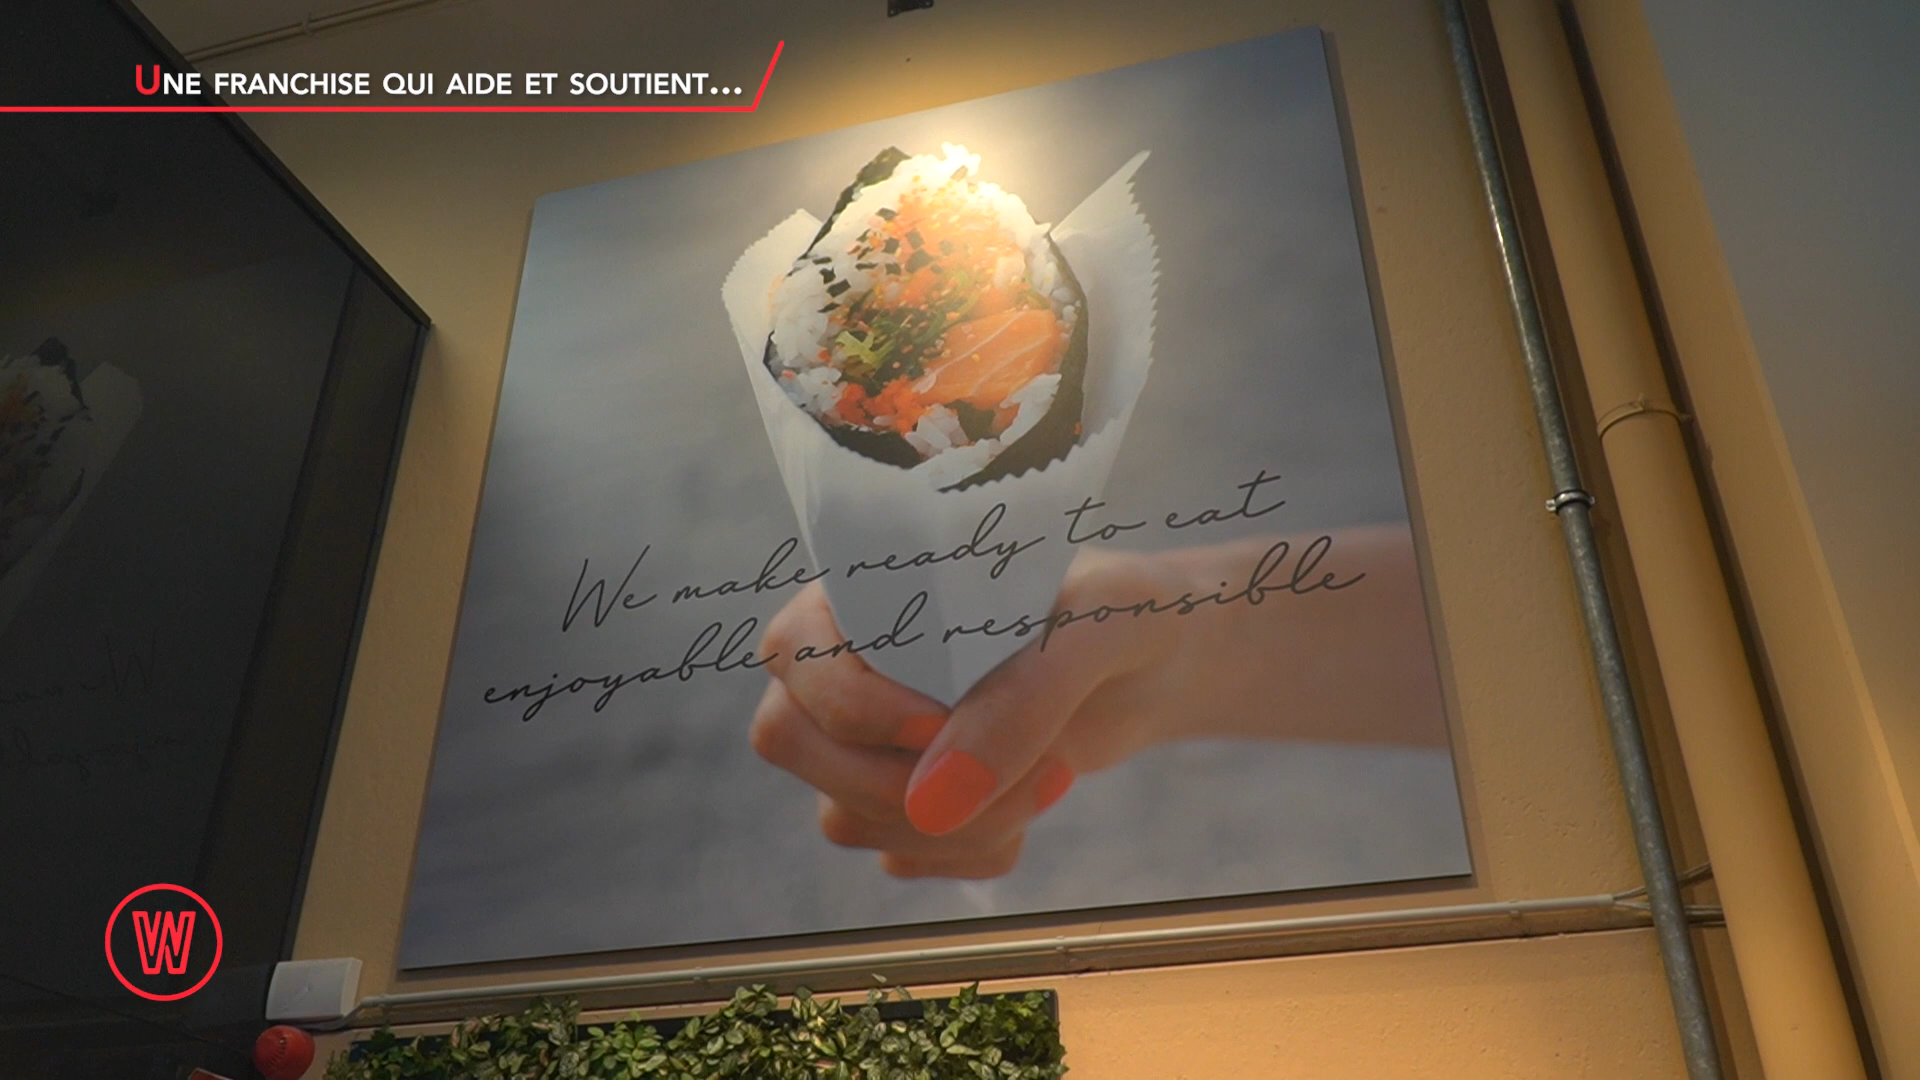 UNE FRANCHISE QUI AIDE ET SOUTIENT...
We make ready to eat
enjoyable and responsible
W